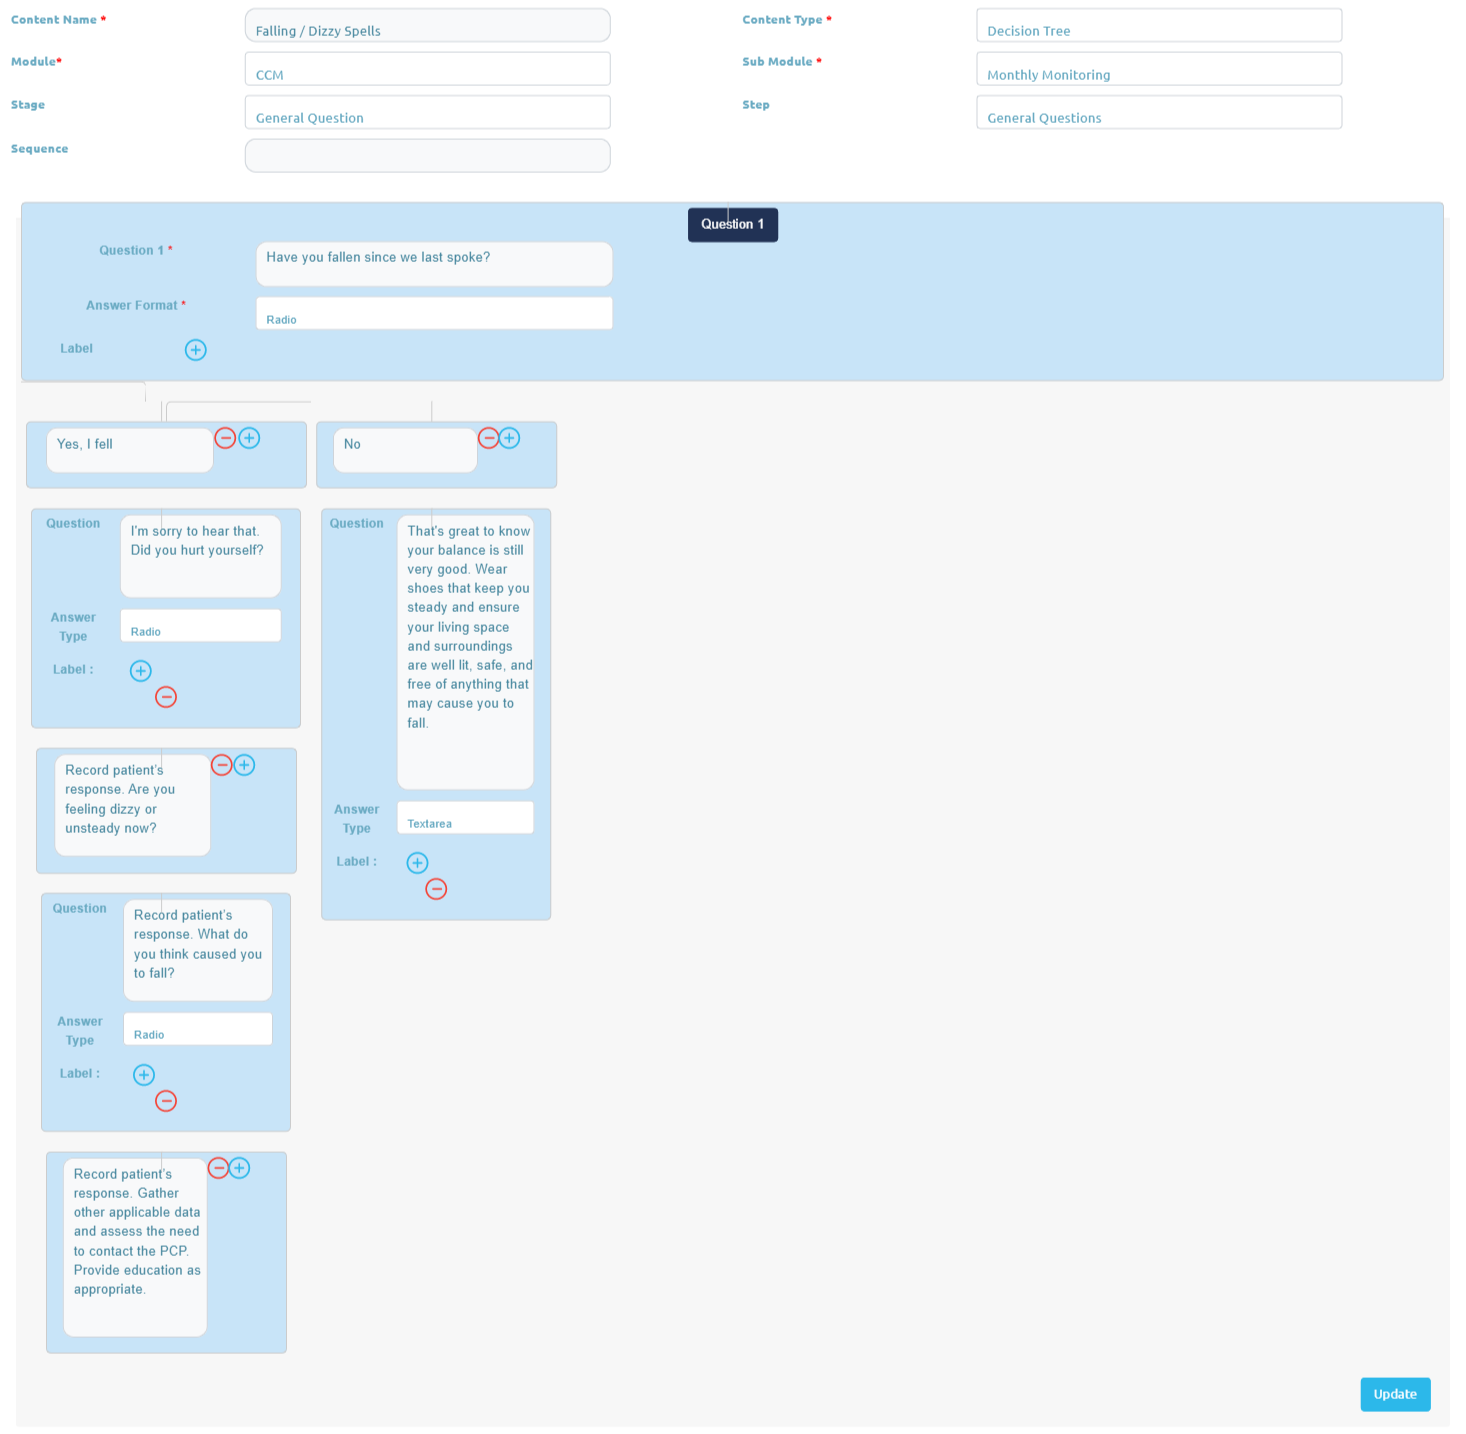 Content Name *
Falling / Dizzy Spells
Content Type *
Decision Tree
Module*
CCM
Sub Module *
Monthly Monitoring
Stage
General Question
Step
General Questions
Sequence
Question 1
Question 1 *
Have you fallen since we last spoke?
Answer Format *
Radio
Label
Yes, I fell
No
Question
I'm sorry to hear that.
Did you hurt yourself?
Answer
Type
Radio
Label :
Record patient's
response. Are you
feeling dizzy or
unsteady now?
Question
Record patient's
response. What do
you think caused you
to fall?
Answer
Type
Radio
Label :
Record patient's
response. Gather
other applicable data
and assess the need
to contact the PCP.
Provide education as
appropriate.
Question
That's great to know
your balance is still
very good. Wear
shoes that keep you
steady and ensure
your living space
and surroundings
are well lit, safe, and
free of anything that
may cause you to
fall.
Answer
Type
Textarea
Label :
Update